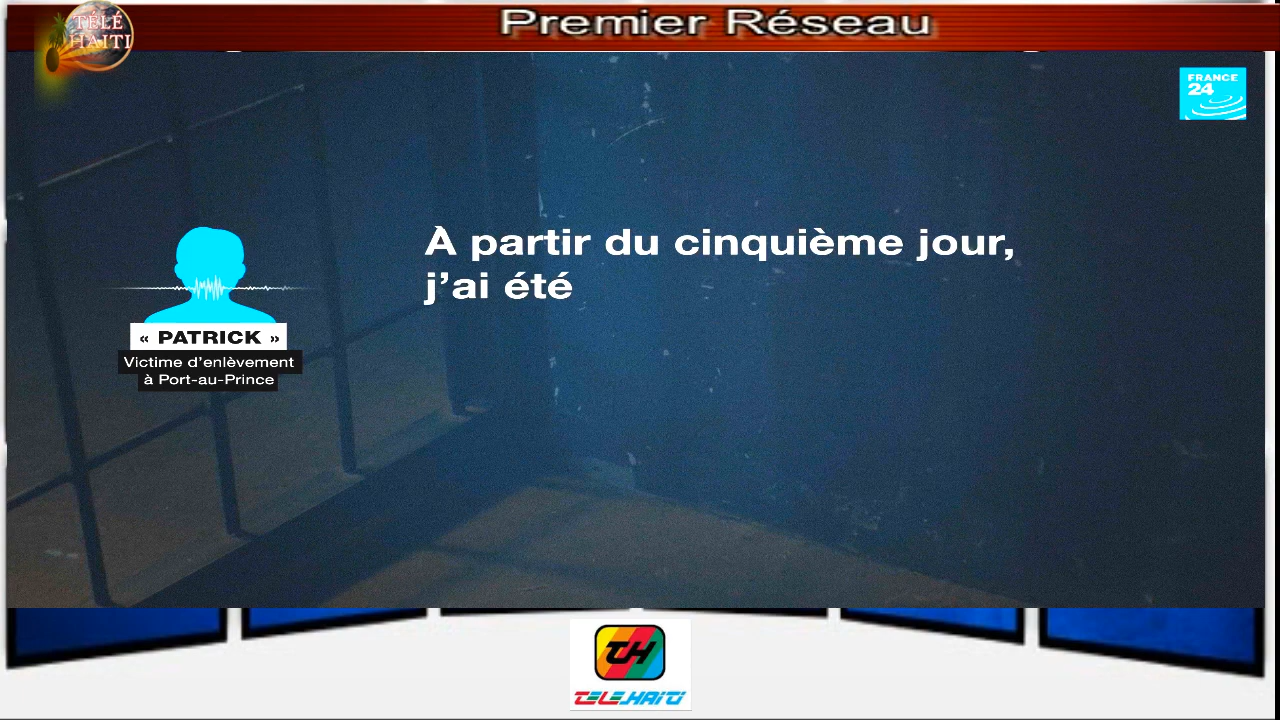 Premier Réseau
TÉLÉ
HAITI
FRANCE
24
À partir du cinquième jour,
j'ai été
« PATRICK »
Victime d'enlèvement
à Port-au-Prince
TH
TELE HAITI